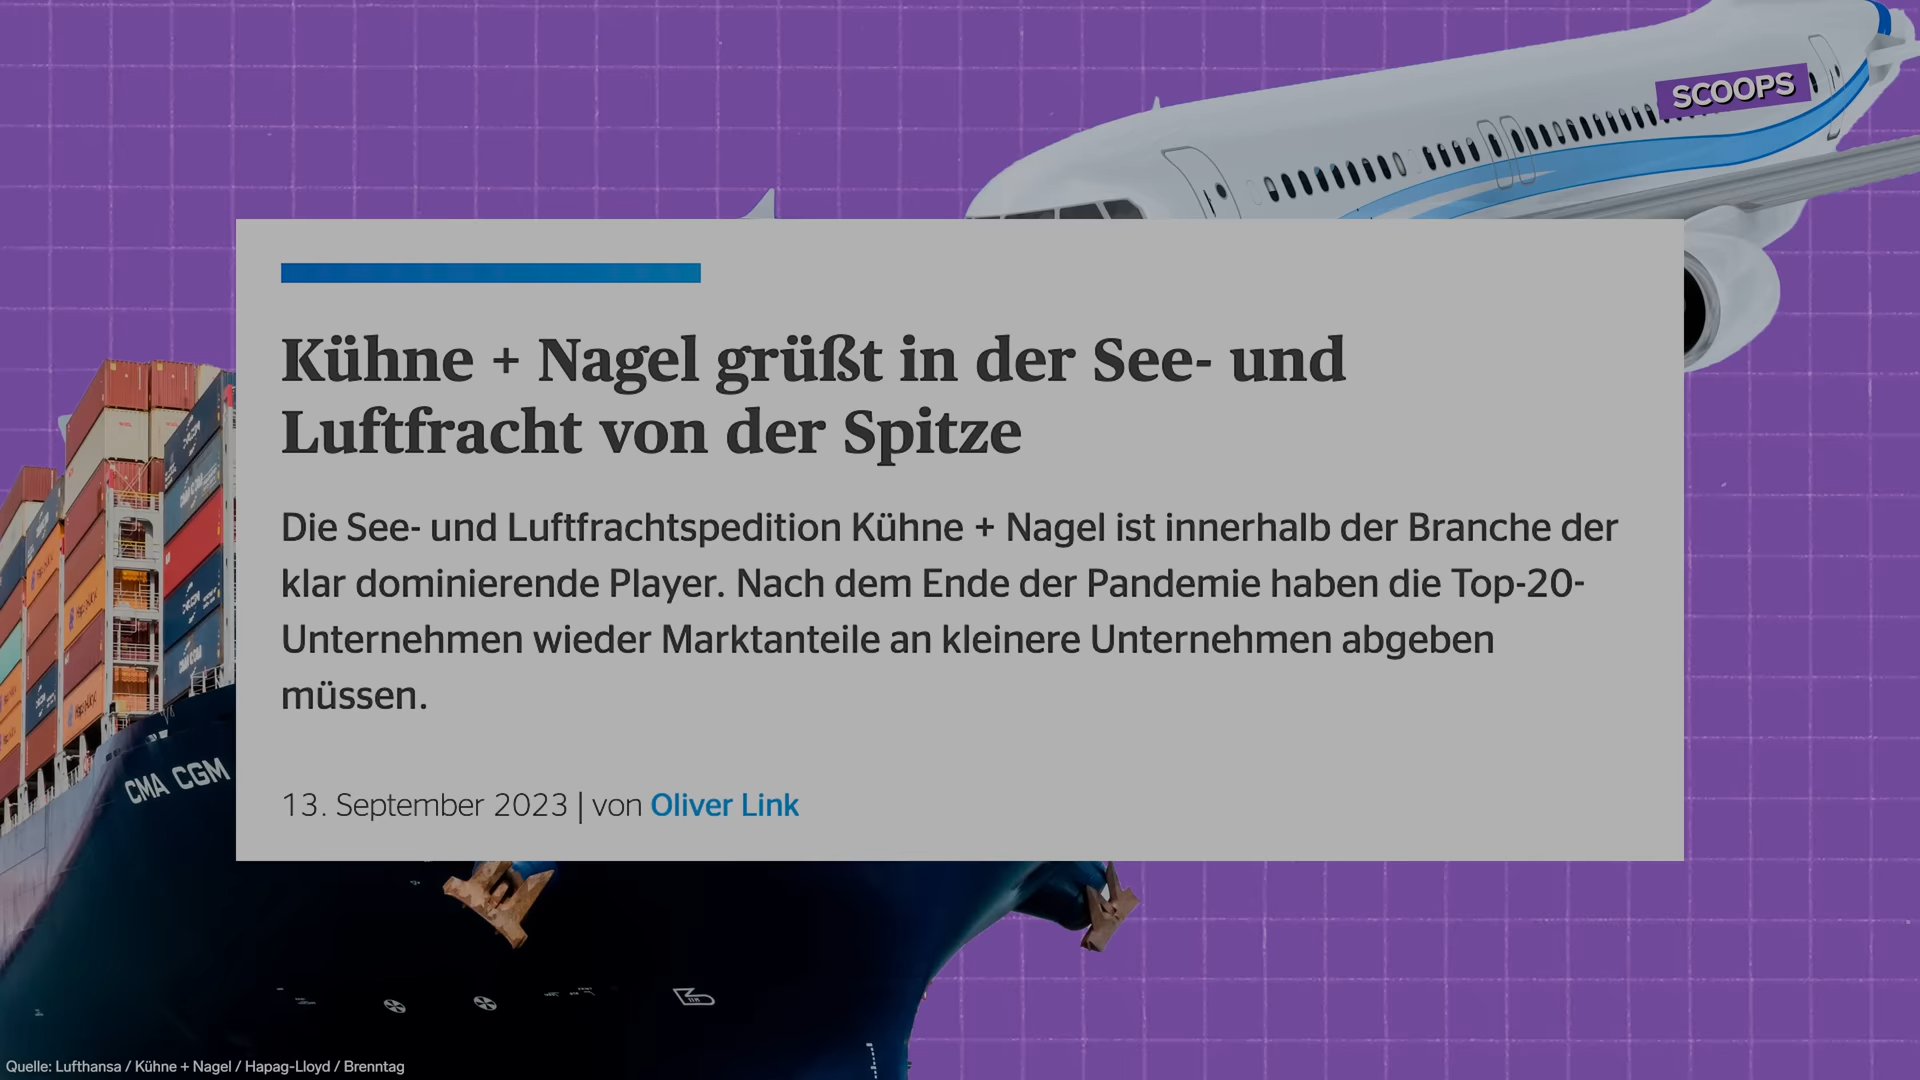 SCOOPS
Kühne + Nagel grüßt in der See- und
Luftfracht von der Spitze
Die See- und Luftfrachtspedition Kühne + Nagel ist innerhalb der Branche der
klar dominierende Player. Nach dem Ende der Pandemie haben die Top-20-
Unternehmen wieder Marktanteile an kleinere Unternehmen abgeben
müssen.
13. September 2023 | von Oliver Link
CMA CGM
Quelle: Lufthansa / Kühne + Nagel / Hapag-Lloyd / Brenntag